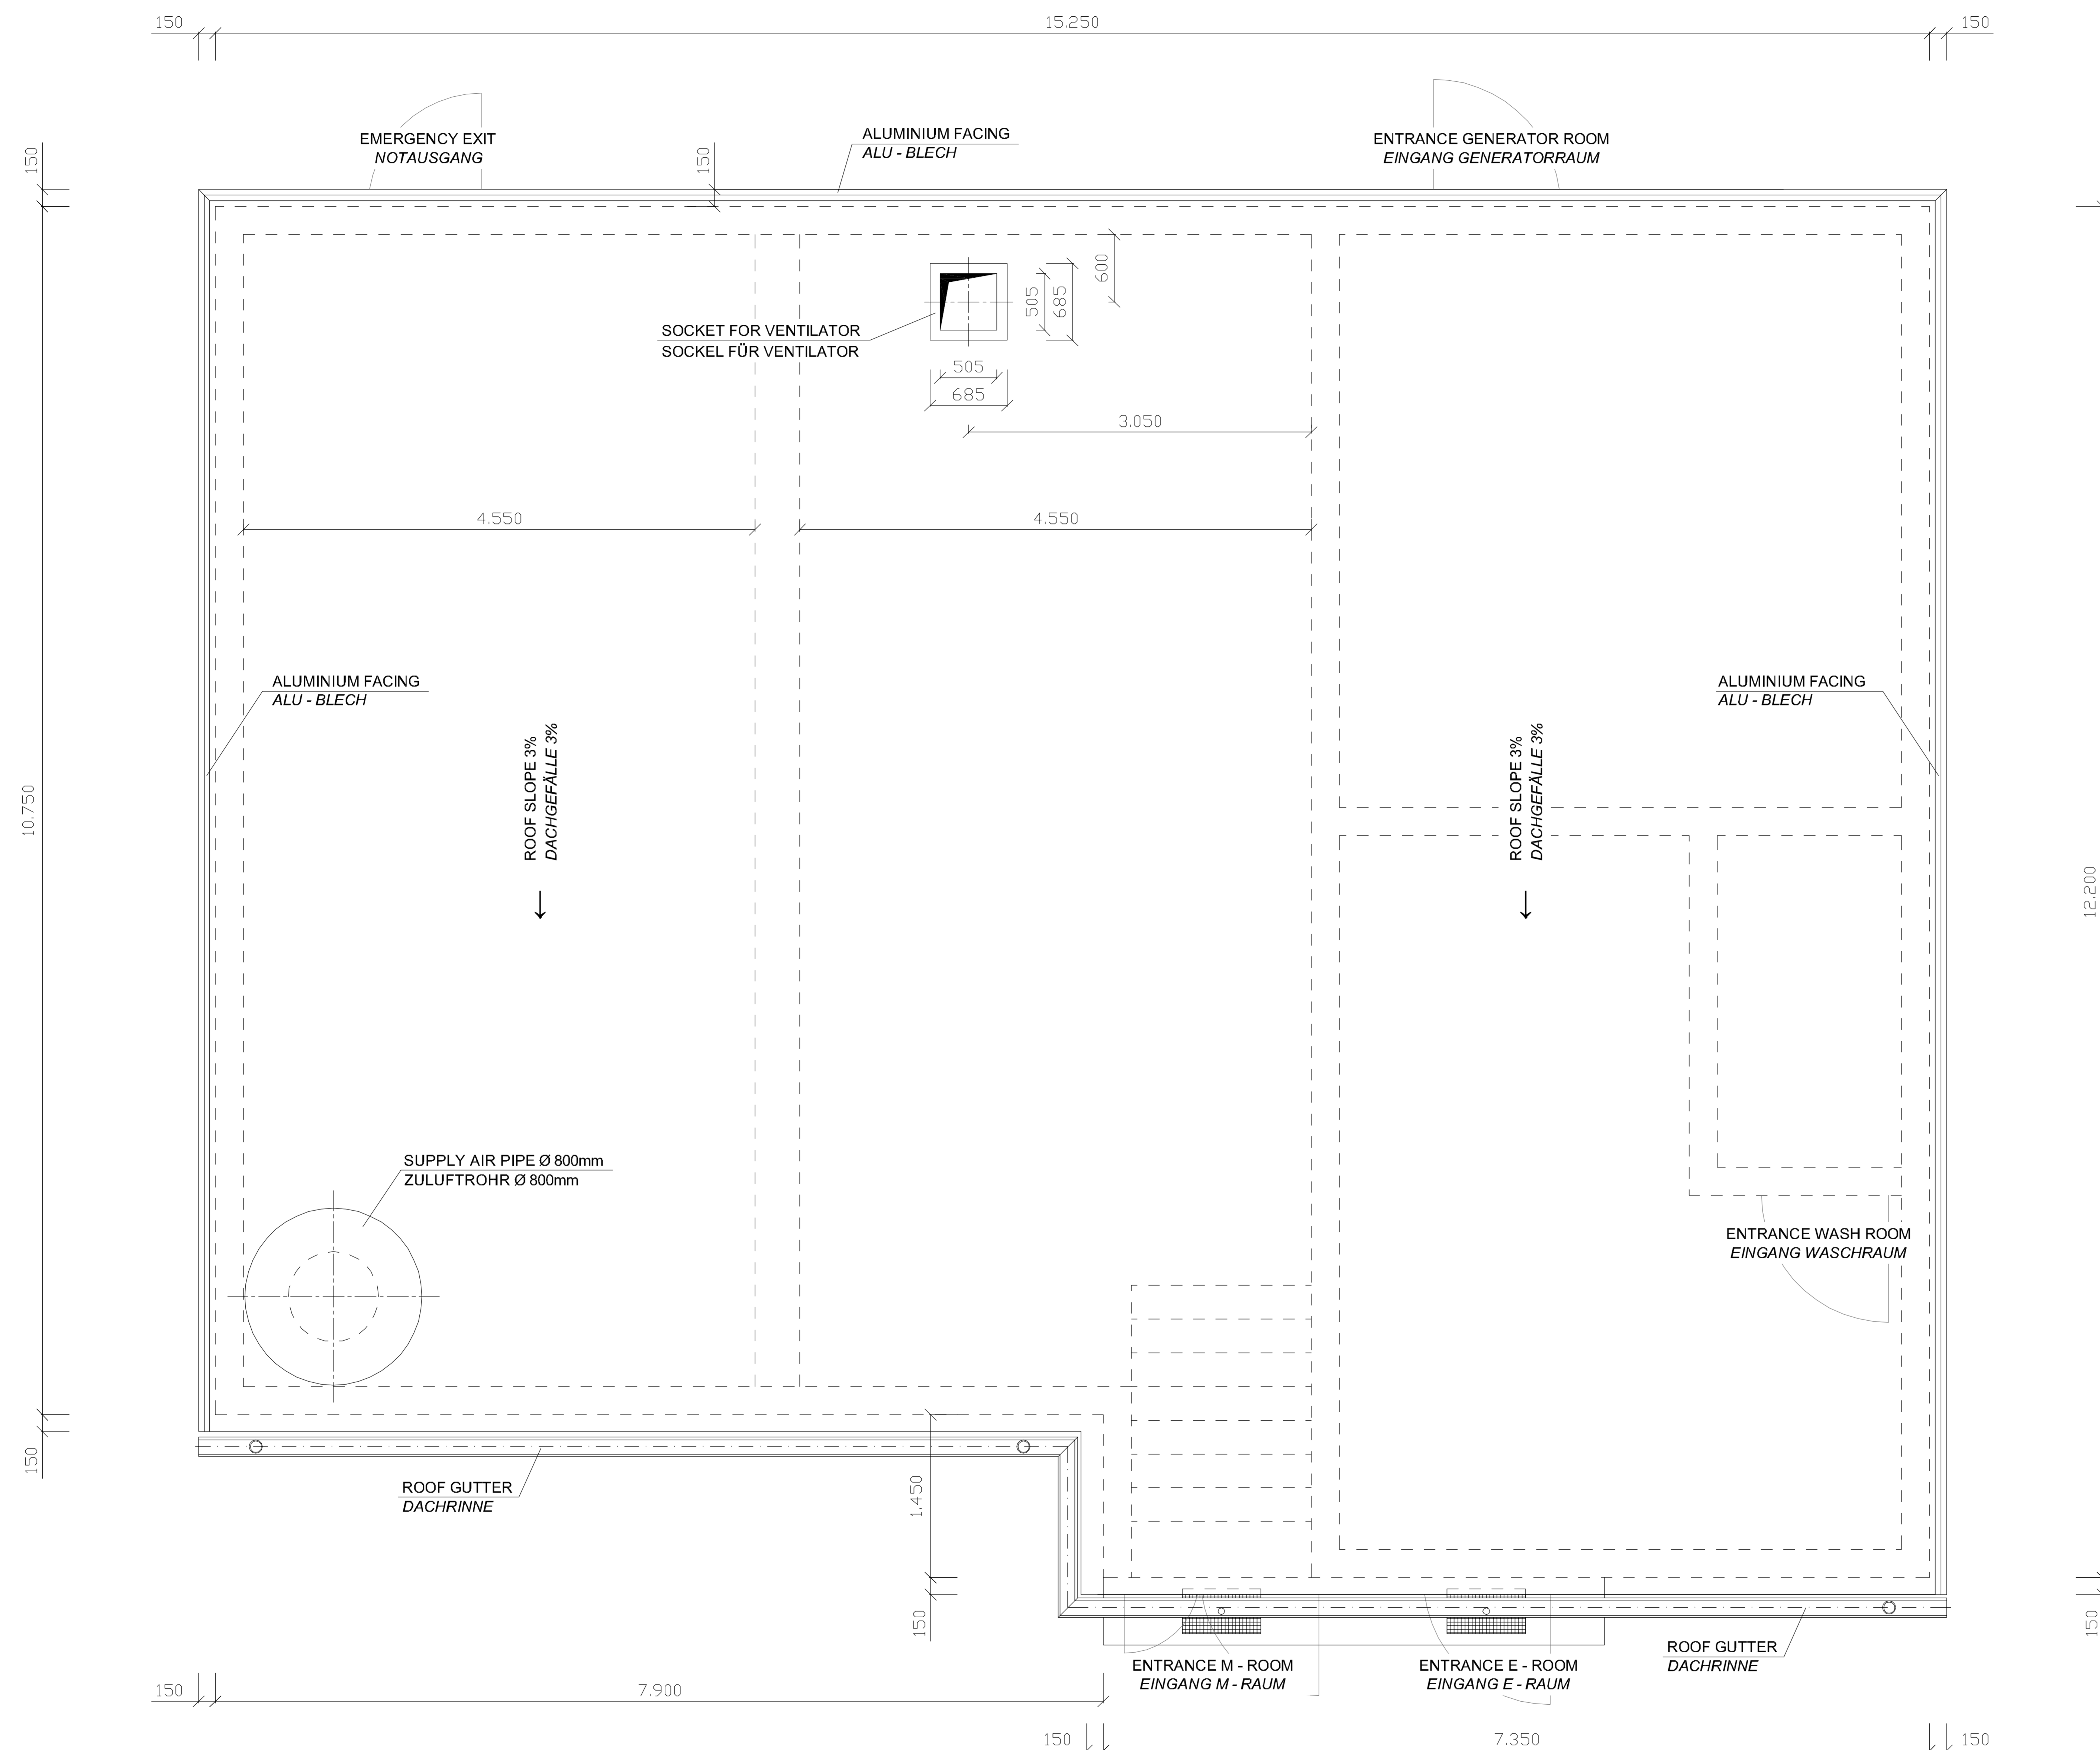 150
15.250
150
EMERGENCY EXIT
NOTAUSGANG
ALUMINIUM FACING
ALU - BLECH
ENTRANCE GENERATOR ROOM
EINGANG GENERATORRAUM
150
150
600
505
685
SOCKET FOR VENTILATOR
SOCKEL FÜR VENTILATOR
505
685
3.050
4.550
4.550
ALUMINIUM FACING
ALU - BLECH
ALUMINIUM FACING
ALU - BLECH
ROOF SLOPE 3%
DACHGEFÄLLE 3%
ROOF SLOPE 3%
DACHGEFÄLLE 3%
10.750
12.200
SUPPLY AIR PIPE Ø 800mm
ZULUFTROHR Ø 800mm
ENTRANCE WASH ROOM
EINGANG WASCHRAUM
150
ROOF GUTTER
DACHRINNE
1.450
150
150
ROOF GUTTER
DACHRINNE
ENTRANCE M - ROOM
EINGANG M - RAUM
ENTRANCE E - ROOM
EINGANG E - RAUM
150
7.900
150
7.350
150